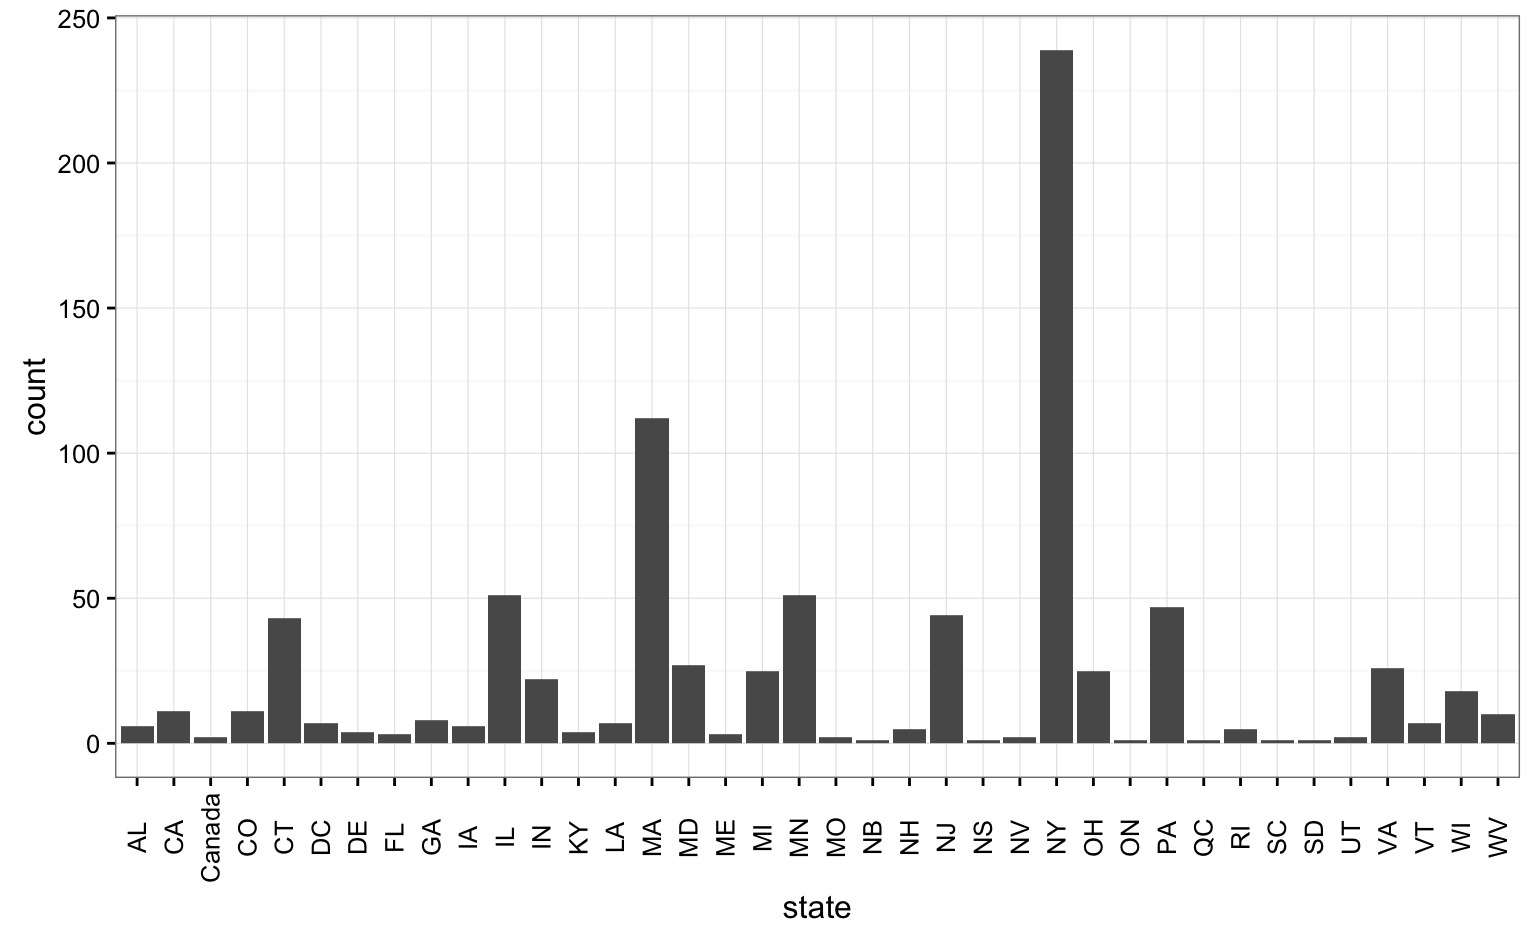 250
200
150
100
50
0
count
AL CA Canada CO CT DC DE FL GA IA IL IN KY LA MA MD ME MI MN MO NB NH NJ NS NV NY OH ON PA QC RI SC SD UT VA VT WI WV
state